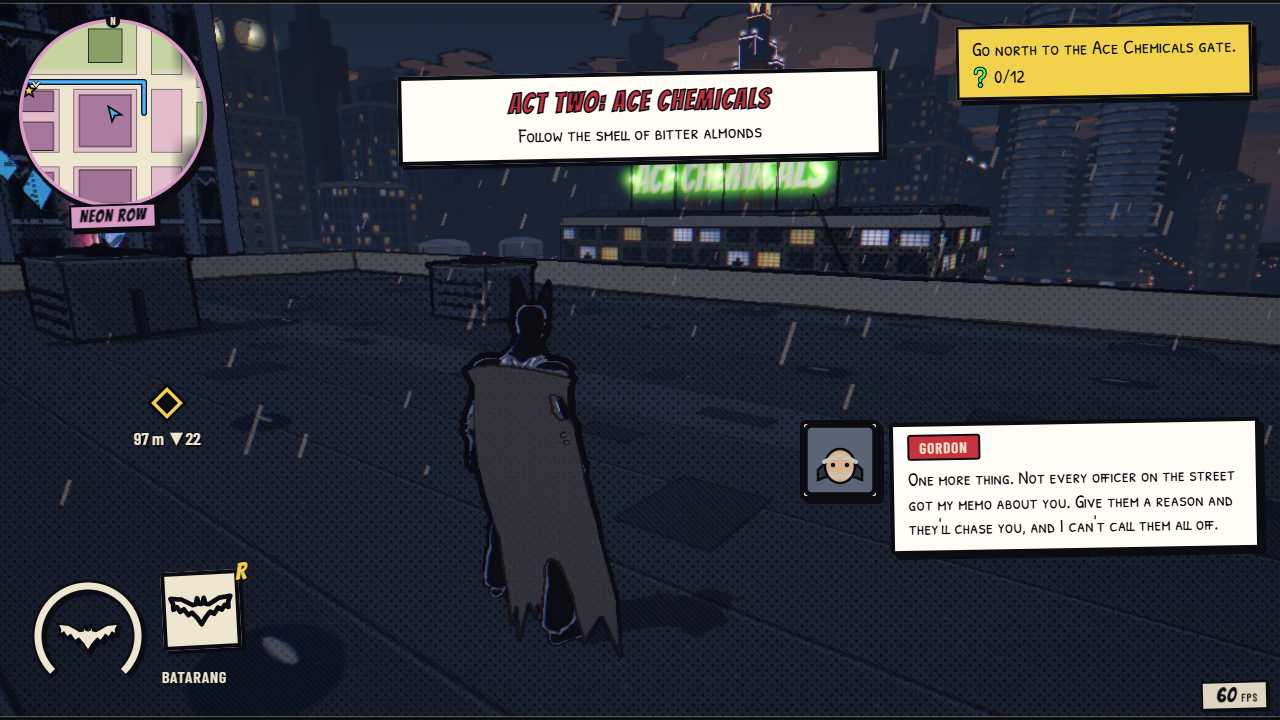 N
NEON ROW
ACT TWO: ACE CHEMICALS
FOLLOW THE SMELL OF BITTER ALMONDS
GO NORTH TO THE ACE CHEMICALS GATE.
? 0/12
ACE CHEMICALS
97 m ▼22
GORDON
ONE MORE THING. NOT EVERY OFFICER ON THE STREET
GOT MY MEMO ABOUT YOU. GIVE THEM A REASON AND
THEY'LL CHASE YOU, AND I CAN'T CALL THEM ALL OFF.
R
BATARANG
60 FPS